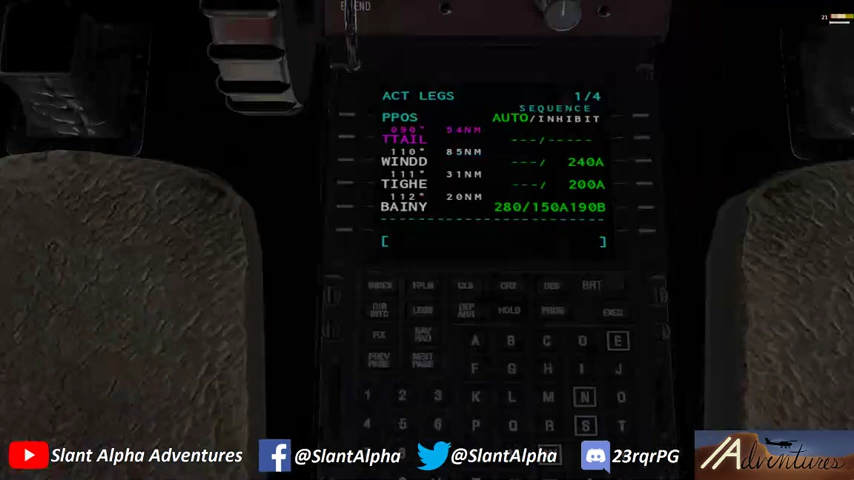 21
ACT LEGS 1/4
SEQUENCE
PPOS AUTO/INHIBIT
090° 54NM
TTAIL ---/-----
110° 85NM
WINDD ---/ 240A
111° 31NM
TIGHE ---/ 200A
112° 20NM
BAINY 280/150A190B
--------------------------------
[ ]
INDEX FPLN CLB CRZ DES BRT
DIR INTC LEGS DEP ARR HOLD PROG EXEC
FIX NAV RAD
A B C D E
PREV PAGE NEXT PAGE
F G H I J
1 2 3 K L M N O
4 5 6 P Q R S T
Slant Alpha Adventures @SlantAlpha @SlantAlpha 23rqrPG
Adventures